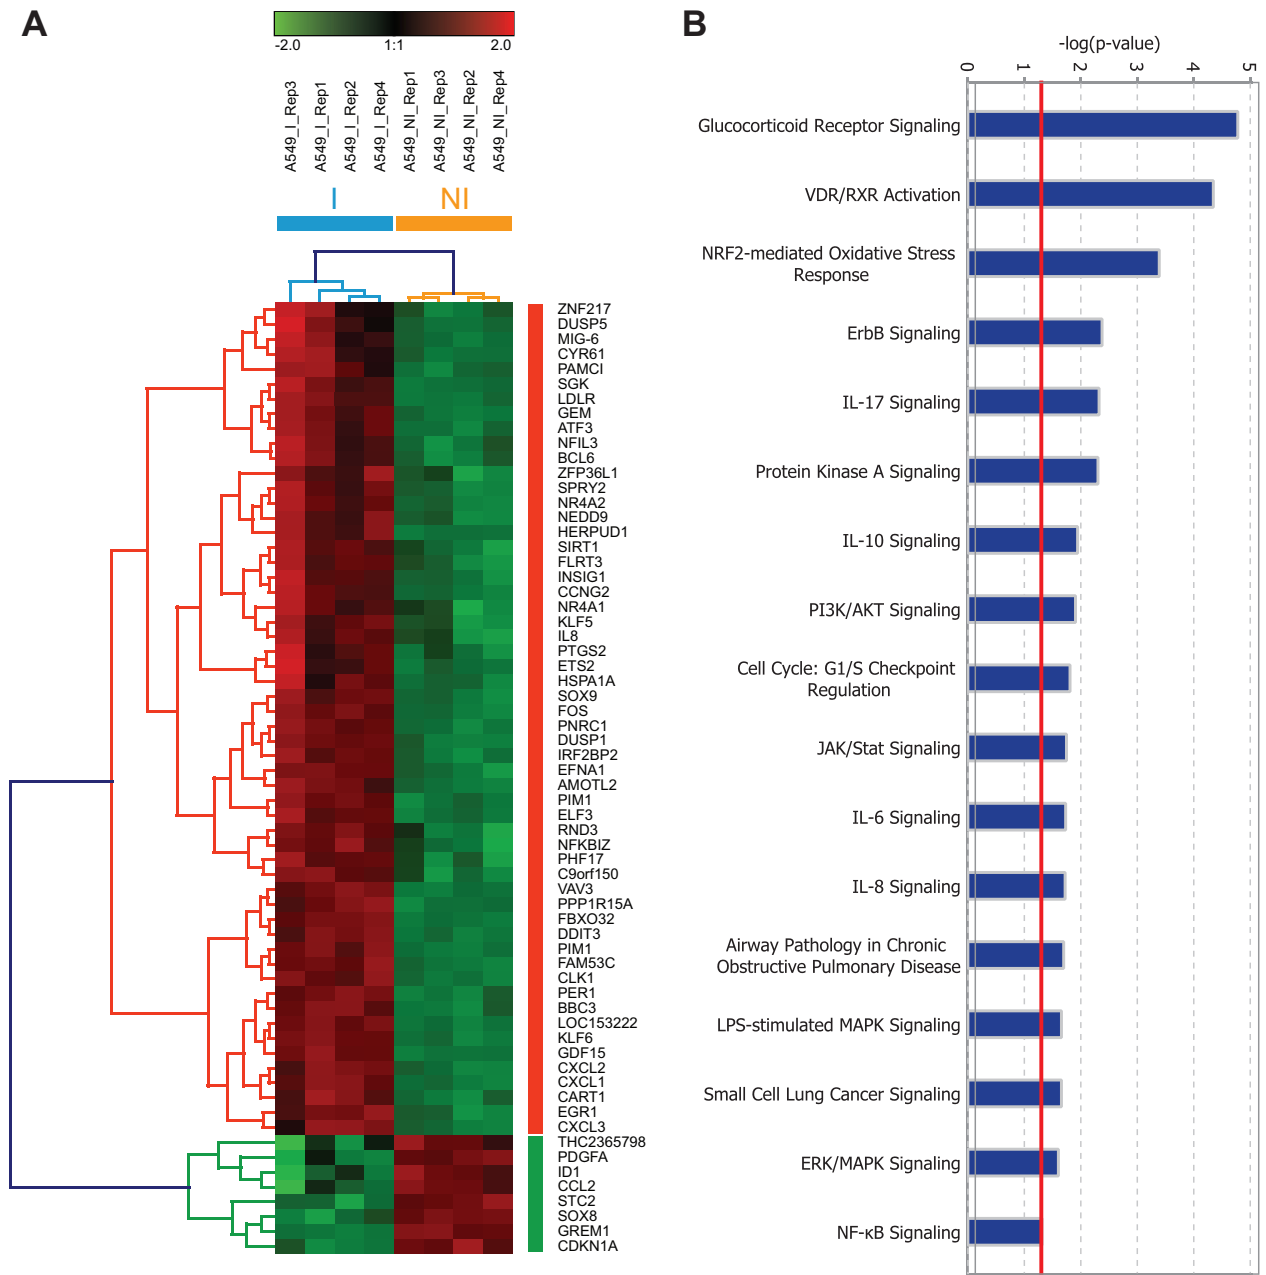 A
-2.0 1:1 2.0
A549_I_Rep3
A549_I_Rep1
A549_I_Rep2
A549_I_Rep4
A549_NI_Rep1
A549_NI_Rep3
A549_NI_Rep2
A549_NI_Rep4
I NI
ZNF217
DUSP5
MIG-6
CYR61
PAMCI
SGK
LDLR
GEM
ATF3
NFIL3
BCL6
ZFP36L1
SPRY2
NR4A2
NEDD9
HERPUD1
SIRT1
FLRT3
INSIG1
CCNG2
NR4A1
KLF5
IL8
PTGS2
ETS2
HSPA1A
SOX9
FOS
PNRC1
DUSP1
IRF2BP2
EFNA1
AMOTL2
PIM1
ELF3
RND3
NFKBIZ
PHF17
C9orf150
VAV3
PPP1R15A
FBXO32
DDIT3
PIM1
FAM53C
CLK1
PER1
BBC3
LOC153222
KLF6
GDF15
CXCL2
CXCL1
CART1
EGR1
CXCL3
THC2365798
PDGFA
ID1
CCL2
STC2
SOX8
GREM1
CDKN1A
B
-log(p-value)
0 1 2 3 4 5
Glucocorticoid Receptor Signaling
VDR/RXR Activation
NRF2-mediated Oxidative Stress
Response
ErbB Signaling
IL-17 Signaling
Protein Kinase A Signaling
IL-10 Signaling
PI3K/AKT Signaling
Cell Cycle: G1/S Checkpoint
Regulation
JAK/Stat Signaling
IL-6 Signaling
IL-8 Signaling
Airway Pathology in Chronic
Obstructive Pulmonary Disease
LPS-stimulated MAPK Signaling
Small Cell Lung Cancer Signaling
ERK/MAPK Signaling
NF-κB Signaling